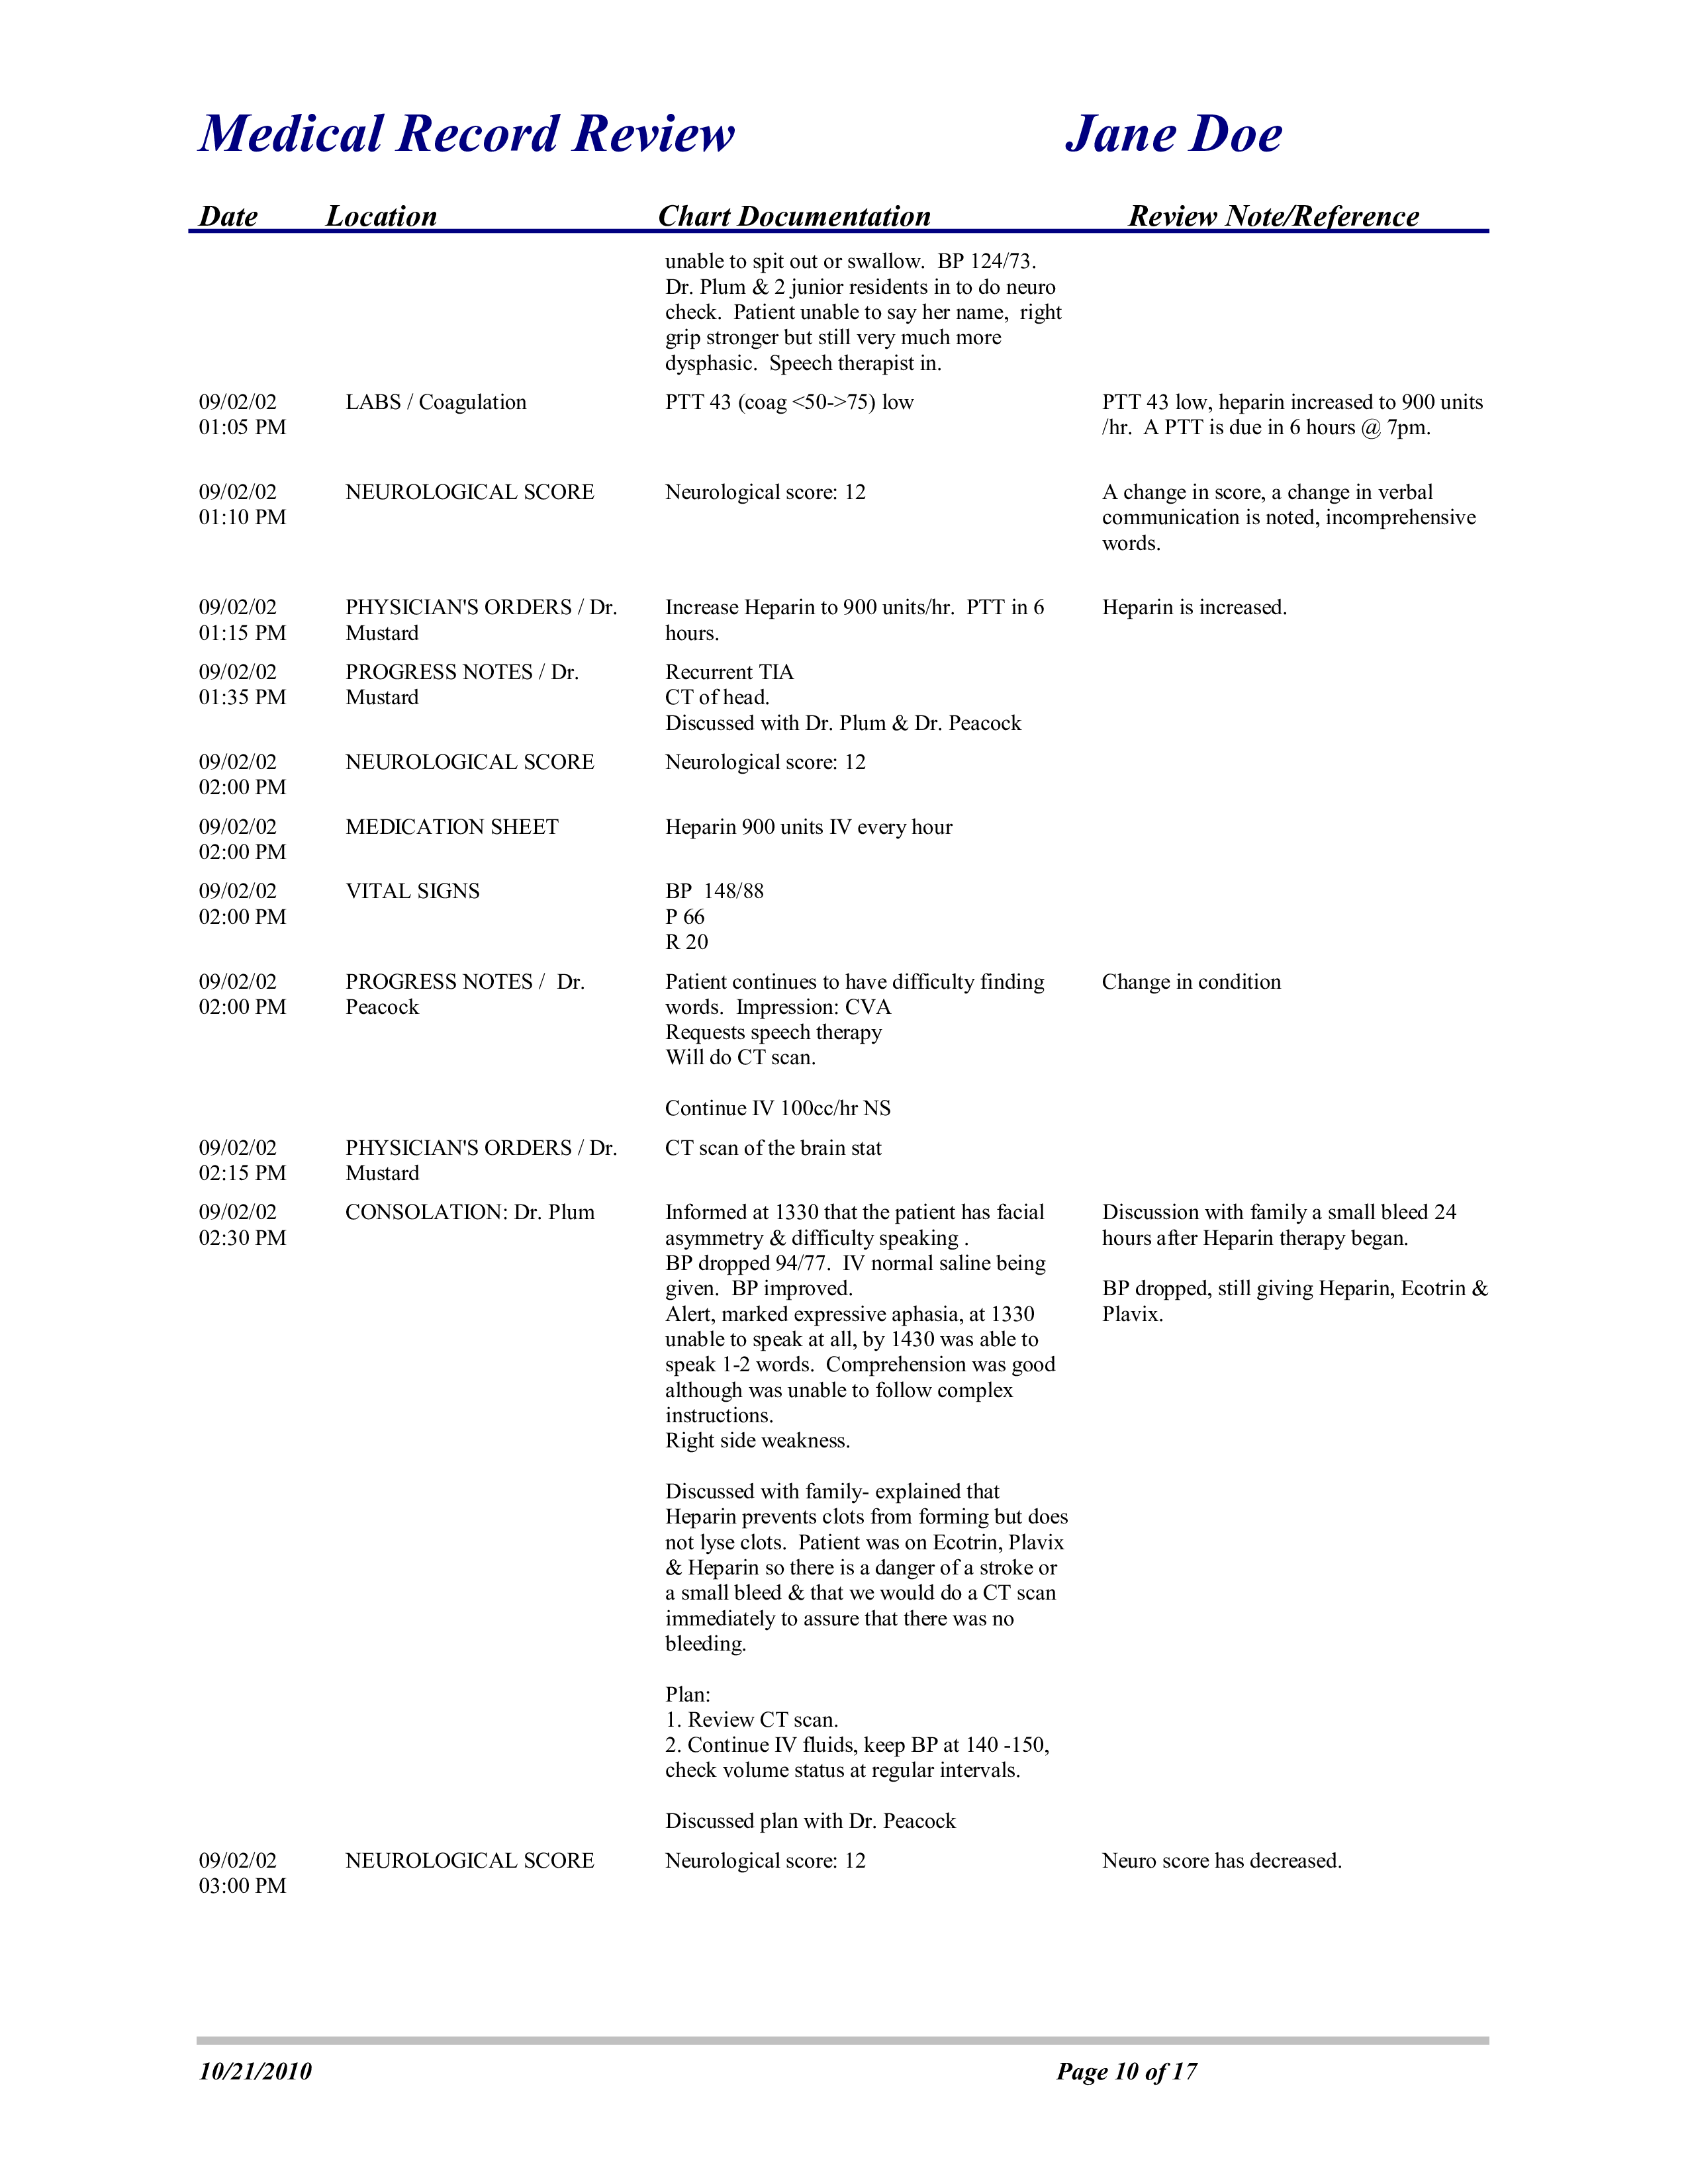 Medical Record Review Jane Doe
Date Location Chart Documentation Review Note/Reference
unable to spit out or swallow. BP 124/73.
Dr. Plum & 2 junior residents in to do neuro
check. Patient unable to say her name, right
grip stronger but still very much more
dysphasic. Speech therapist in.
09/02/02 LABS / Coagulation PTT 43 (coag <50->75) low PTT 43 low, heparin increased to 900 units
01:05 PM /hr. A PTT is due in 6 hours @ 7pm.
09/02/02 NEUROLOGICAL SCORE Neurological score: 12 A change in score, a change in verbal
01:10 PM communication is noted, incomprehensive
words.
09/02/02 PHYSICIAN'S ORDERS / Dr. Increase Heparin to 900 units/hr. PTT in 6 Heparin is increased.
01:15 PM Mustard hours.
09/02/02 PROGRESS NOTES / Dr. Recurrent TIA
01:35 PM Mustard CT of head.
Discussed with Dr. Plum & Dr. Peacock
09/02/02 NEUROLOGICAL SCORE Neurological score: 12
02:00 PM
09/02/02 MEDICATION SHEET Heparin 900 units IV every hour
02:00 PM
09/02/02 VITAL SIGNS BP 148/88
02:00 PM P 66
R 20
09/02/02 PROGRESS NOTES / Dr. Patient continues to have difficulty finding Change in condition
02:00 PM Peacock words. Impression: CVA
Requests speech therapy
Will do CT scan.
Continue IV 100cc/hr NS
09/02/02 PHYSICIAN'S ORDERS / Dr. CT scan of the brain stat
02:15 PM Mustard
09/02/02 CONSOLATION: Dr. Plum Informed at 1330 that the patient has facial Discussion with family a small bleed 24
02:30 PM asymmetry & difficulty speaking . hours after Heparin therapy began.
BP dropped 94/77. IV normal saline being
given. BP improved. BP dropped, still giving Heparin, Ecotrin &
Alert, marked expressive aphasia, at 1330 Plavix.
unable to speak at all, by 1430 was able to
speak 1-2 words. Comprehension was good
although was unable to follow complex
instructions.
Right side weakness.
Discussed with family- explained that
Heparin prevents clots from forming but does
not lyse clots. Patient was on Ecotrin, Plavix
& Heparin so there is a danger of a stroke or
a small bleed & that we would do a CT scan
immediately to assure that there was no
bleeding.
Plan:
1. Review CT scan.
2. Continue IV fluids, keep BP at 140 -150,
check volume status at regular intervals.
Discussed plan with Dr. Peacock
09/02/02 NEUROLOGICAL SCORE Neurological score: 12 Neuro score has decreased.
03:00 PM
10/21/2010 Page 10 of 17